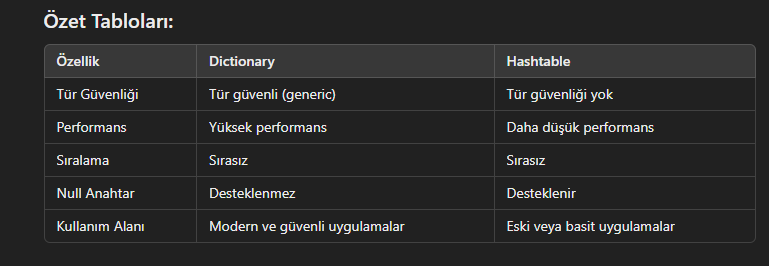 Özet Tabloları:
Özellik Dictionary Hashtable
Tür Güvenliği Tür güvenli (generic) Tür güvenliği yok
Performans Yüksek performans Daha düşük performans
Sıralama Sırasız Sırasız
Null Anahtar Desteklenmez Desteklenir
Kullanım Alanı Modern ve güvenli uygulamalar Eski veya basit uygulamalar